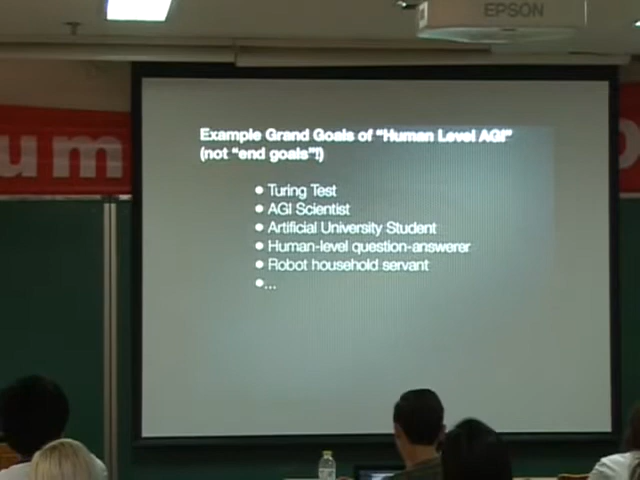 EPSON
um
Example Grand Goals of "Human Level AGI"
(not "end goals"!)
● Turing Test
● AGI Scientist
● Artificial University Student
● Human-level question-answerer
● Robot household servant
● ...